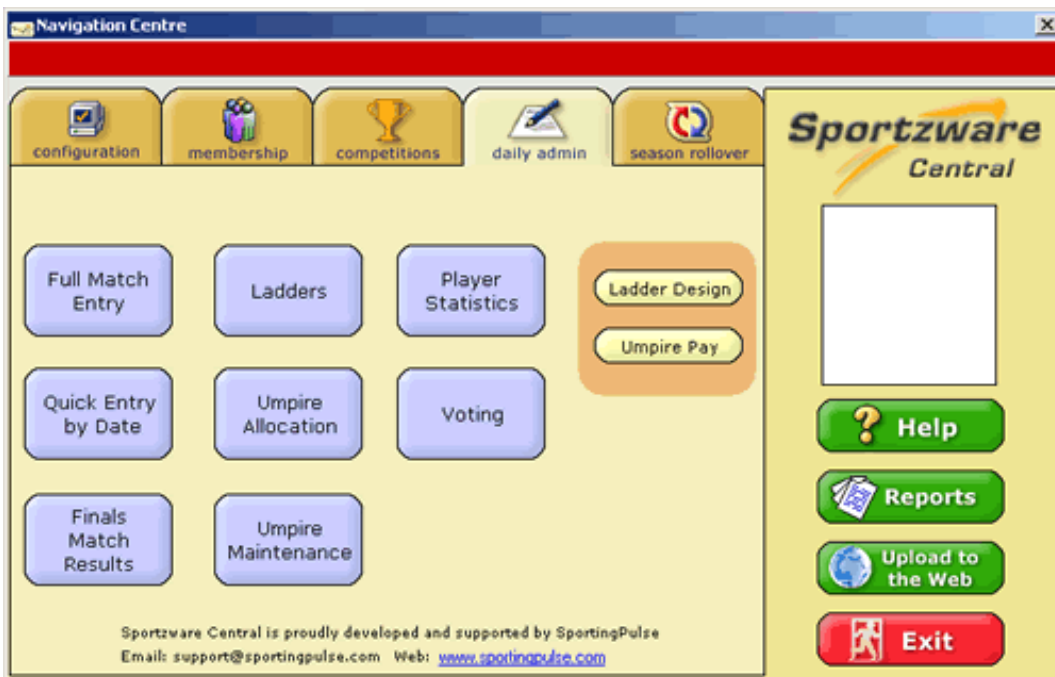 Navigation Centre
configuration
membership
competitions
daily admin
season rollover
Sportzware
Central
Full Match
Entry
Ladders
Player
Statistics
Ladder Design
Umpire Pay
Quick Entry
by Date
Umpire
Allocation
Voting
Finals
Match
Results
Umpire
Maintenance
Help
Reports
Upload to
the Web
Exit
Sportzware Central is proudly developed and supported by SportingPulse
Email: support@sportingpulse.com Web: www.sportingpulse.com